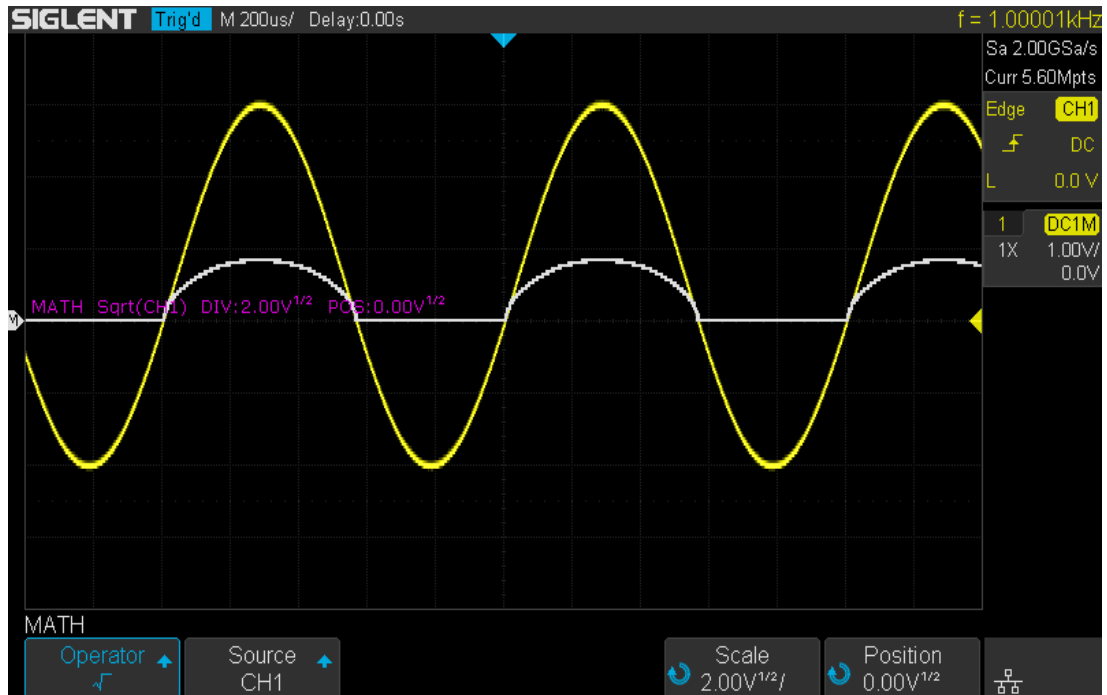 SIGLENT Trig'd M 200us/ Delay:0.00s f = 1.00001kHz
Sa 2.00GSa/s
Curr 5.60Mpts
Edge CH1
DC
L 0.0 V
1 DC1M
1X 1.00V/
0.0V
MATH Sqrt(CH1) DIV:2.00V1/2 POS:0.00V1/2
M
MATH
Operator
√
Source
CH1
Scale
2.00V1/2/
Position
0.00V1/2